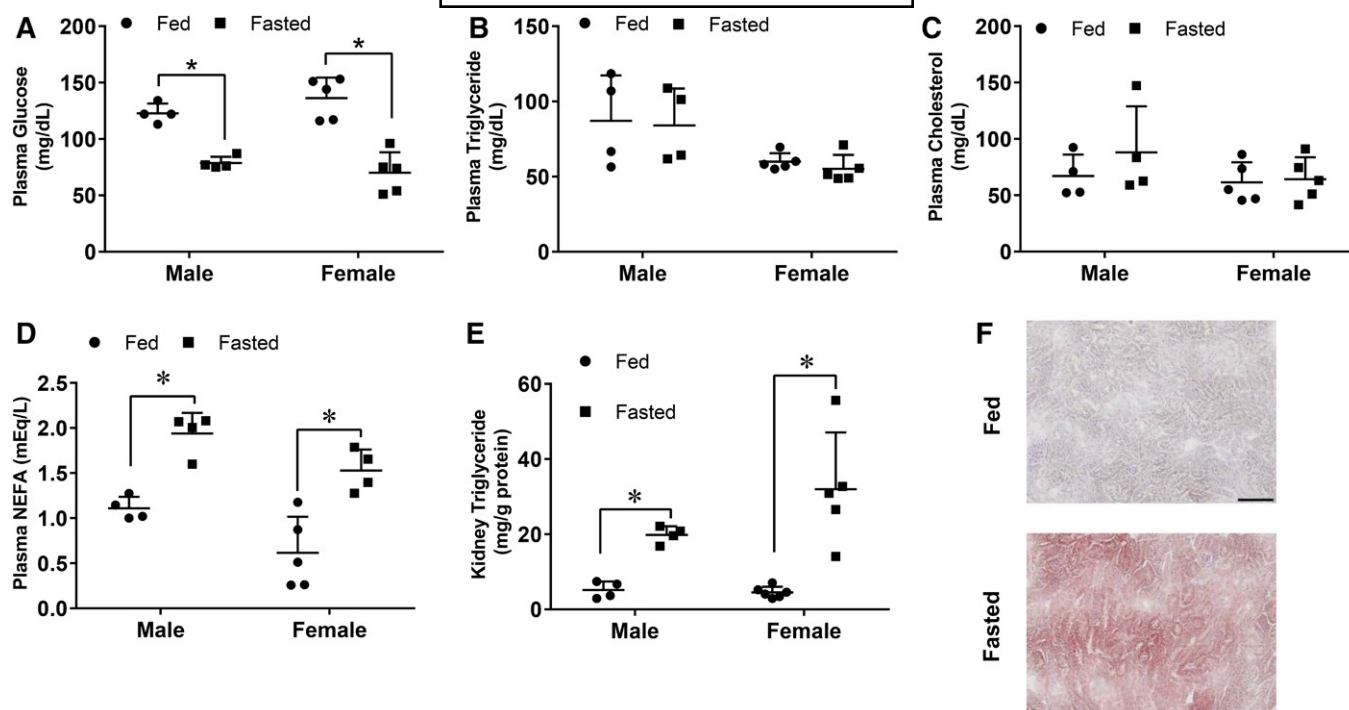 A
Fed
Fasted
Plasma Glucose
(mg/dL)
200
150
100
50
0
*
*
Male
Female
B
Fed
Fasted
Plasma Triglyceride
(mg/dL)
150
100
50
0
Male
Female
C
Fed
Fasted
Plasma Cholesterol
(mg/dL)
200
150
100
50
0
Male
Female
D
Fed
Fasted
Plasma NEFA (mEq/L)
2.5
2.0
1.5
1.0
0.5
0.0
*
*
Male
Female
E
Fed
Fasted
Kidney Triglyceride
(mg/g protein)
60
40
20
0
*
*
Male
Female
F
Fed
Fasted